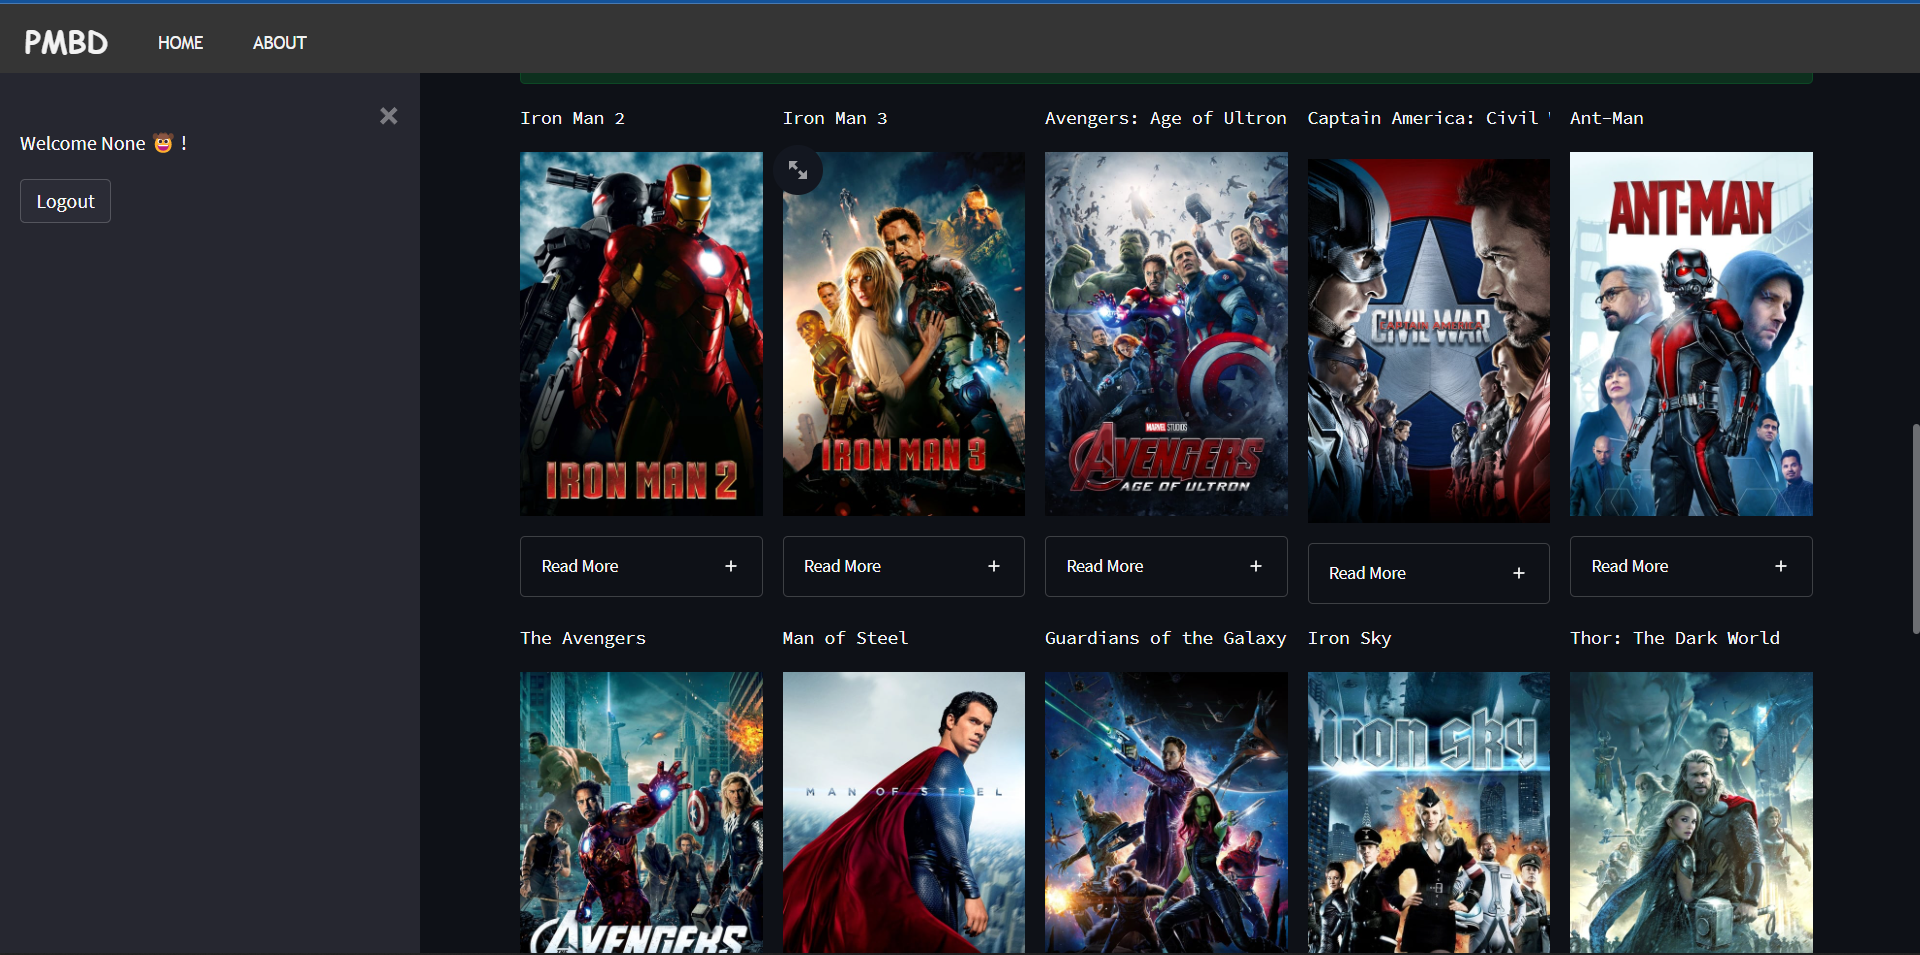 PMBD HOME ABOUT
Welcome None 🤠 !
Logout
Iron Man 2 Iron Man 3 Avengers: Age of Ultron Captain America: Civil Ant-Man
IRON MAN 2
IRON MAN 3
MARVEL STUDIOS
AVENGERS
AGE OF ULTRON
CAPTAIN AMERICA
CIVIL WAR
ANT-MAN
Read More + Read More + Read More + Read More + Read More +
The Avengers Man of Steel Guardians of the Galaxy Iron Sky Thor: The Dark World
THE AVENGERS
MAN OF STEEL
iron sky